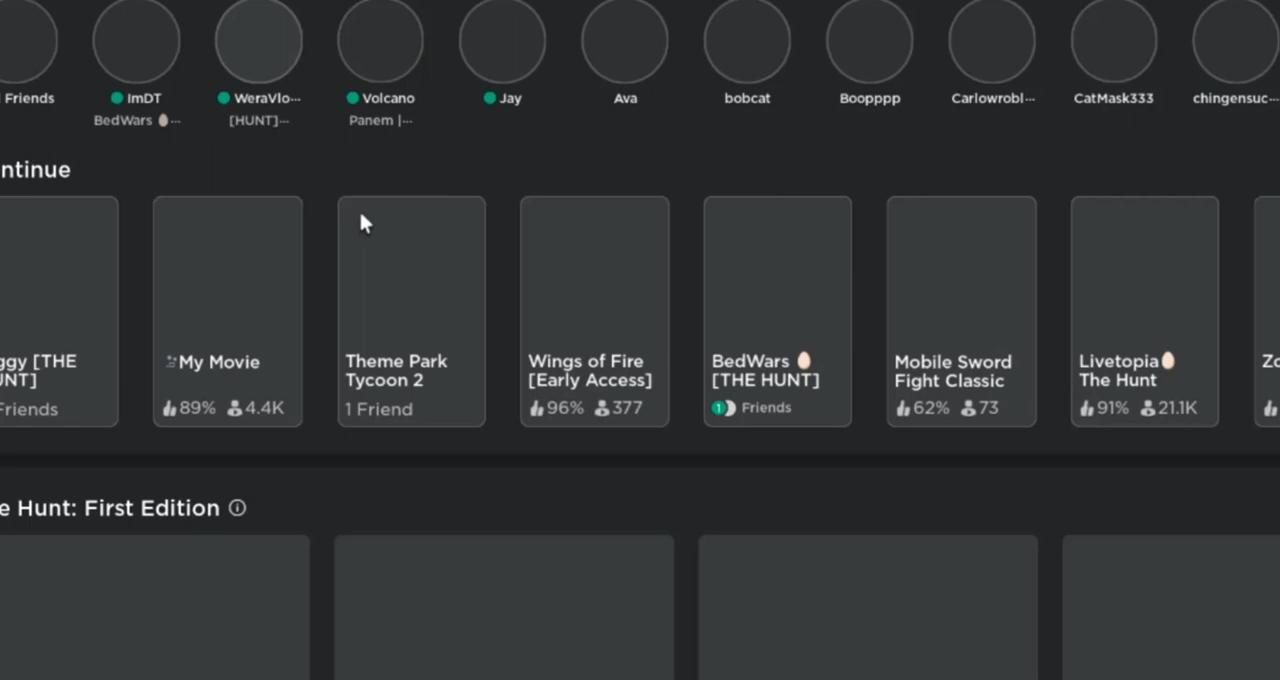 Friends
ImDT
WeraVlo···
Volcano
Jay
Ava
bobcat
Boopppp
Carlowrobl···
CatMask333
chingensuc···
BedWars 🥚···
[HUNT]···
Panem |···
ntinue
ggy [THE
UNT]
Friends
My Movie
89% 4.4K
Theme Park
Tycoon 2
1 Friend
Wings of Fire
[Early Access]
96% 377
BedWars 🥚
[THE HUNT]
1 Friends
Mobile Sword
Fight Classic
62% 73
Livetopia🥚
The Hunt
91% 21.1K
Zo
e Hunt: First Edition